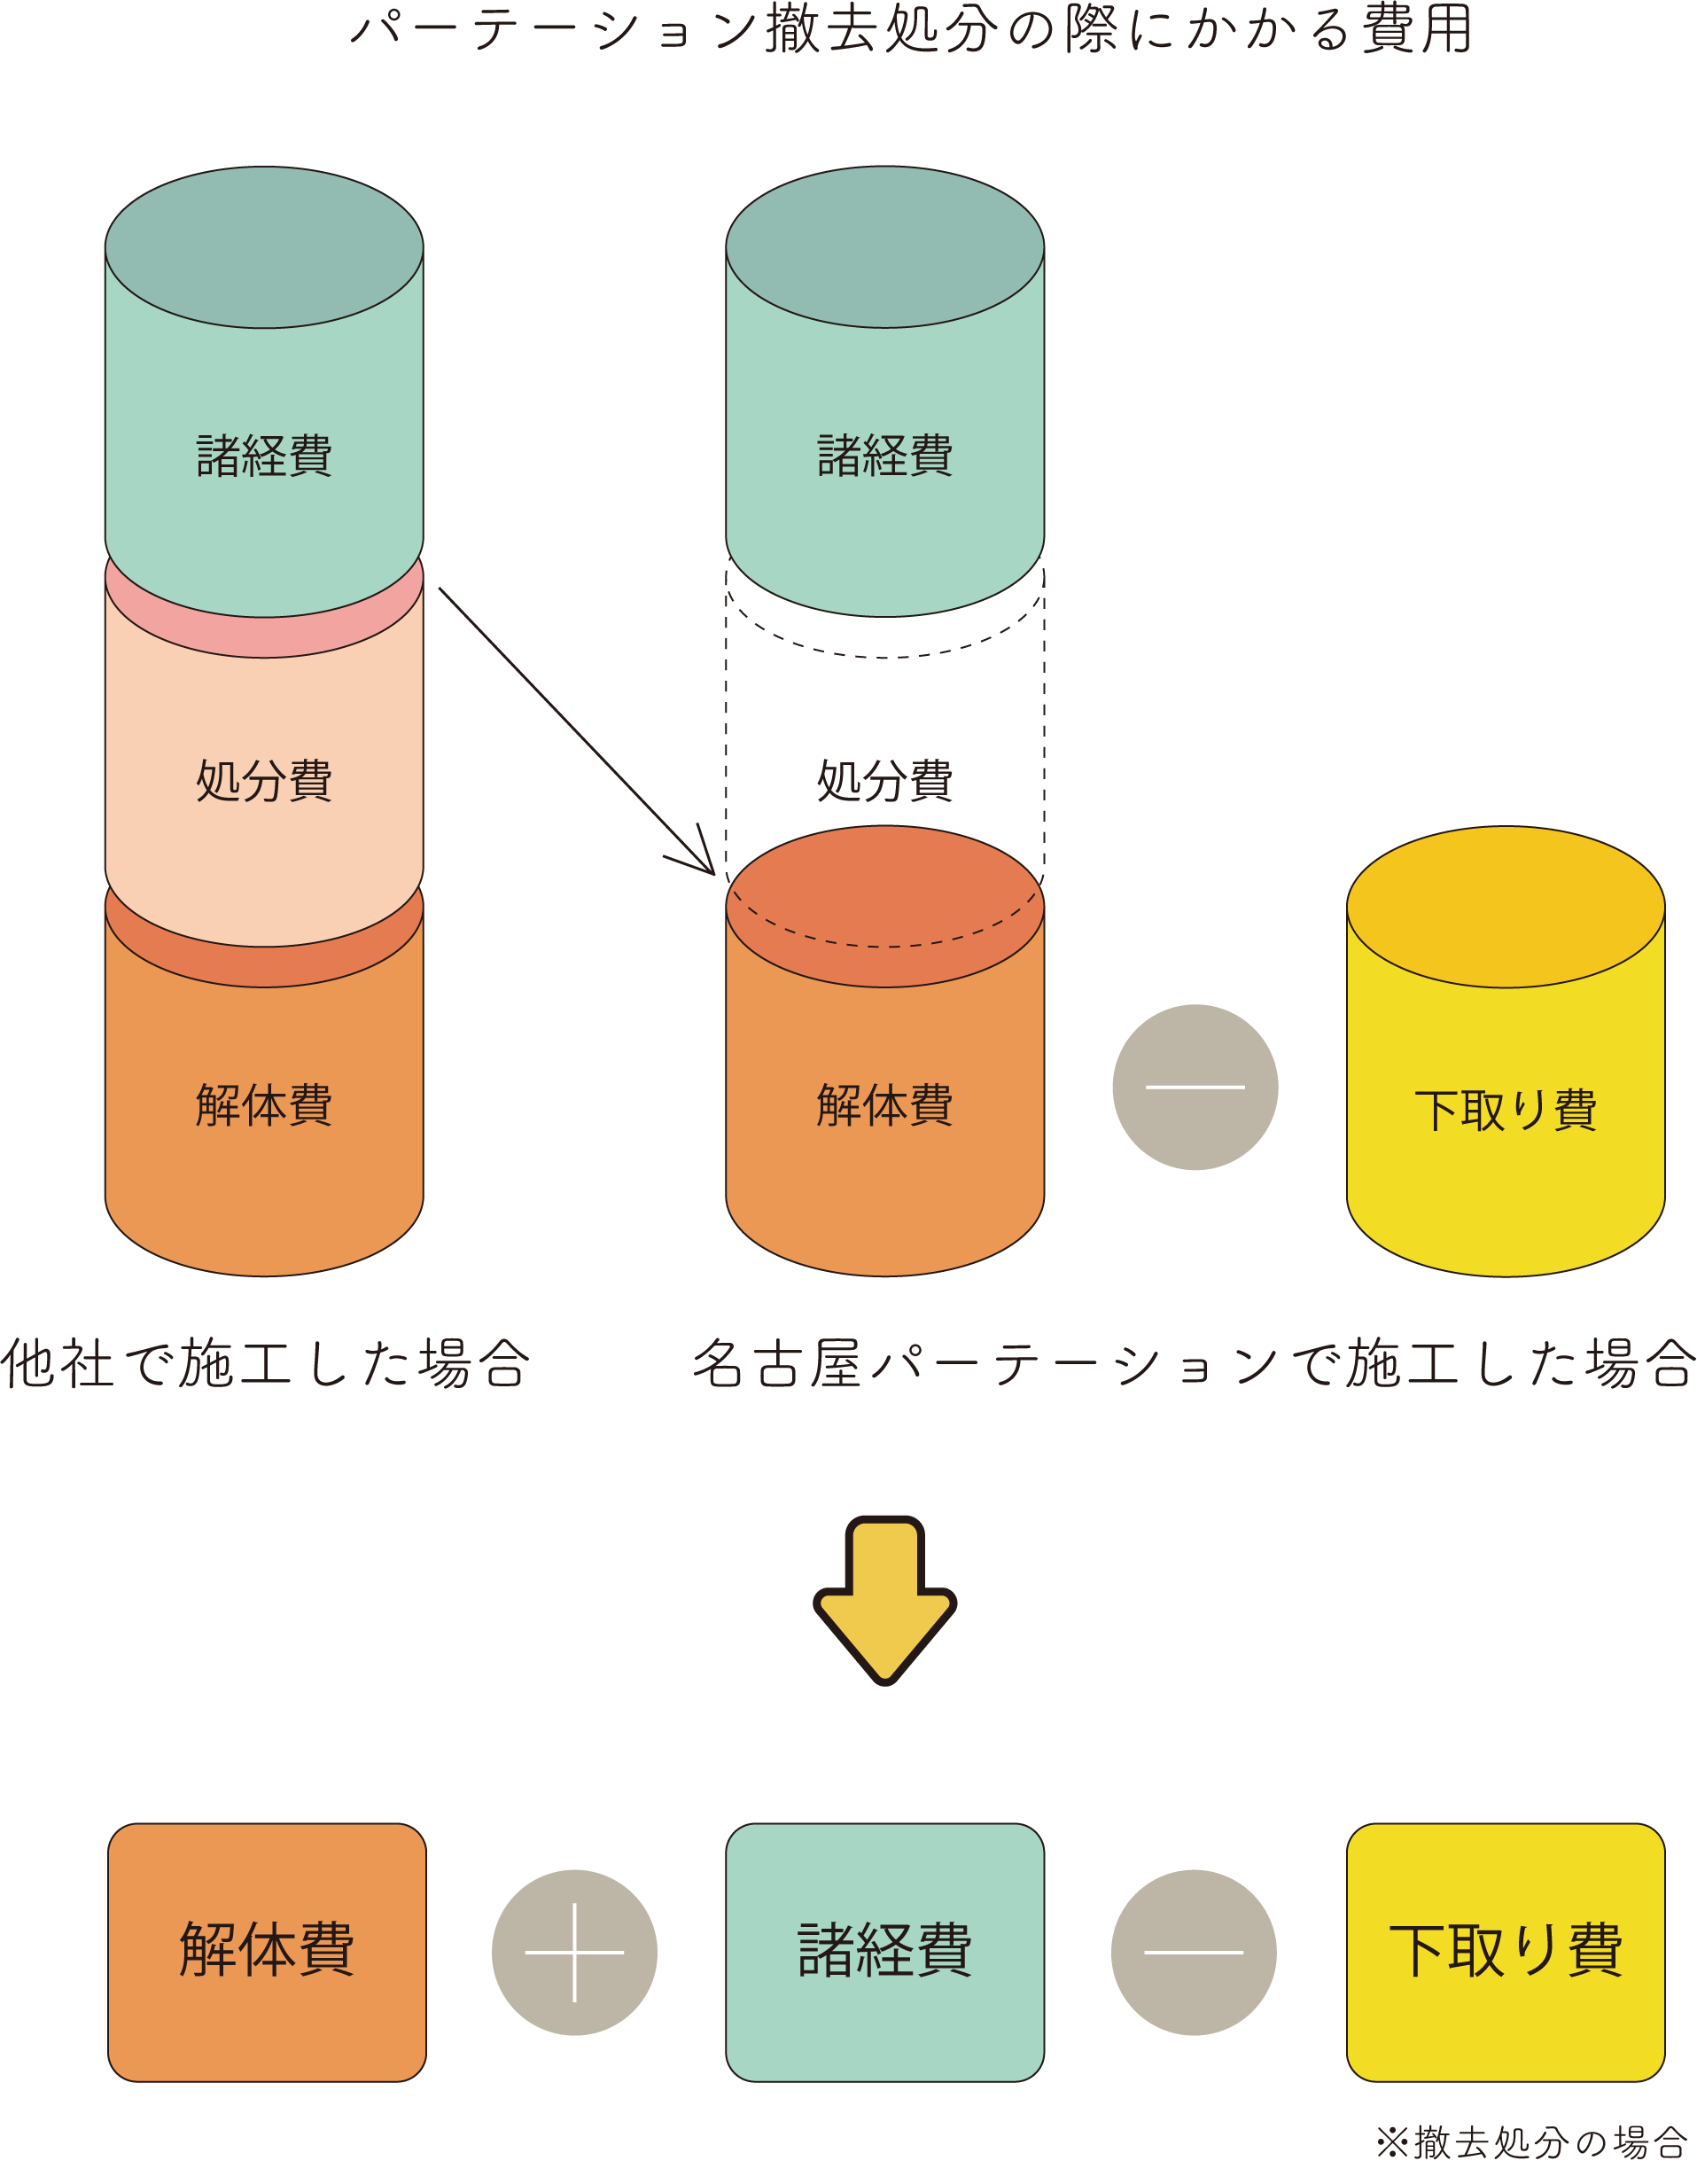 パーテーション撤去処分の際にかかる費用
諸経費
処分費
解体費
諸経費
処分費
解体費
下取り費
他社で施工した場合
名古屋パーテーションで施工した場合
解体費
諸経費
下取り費
※撤去処分の場合